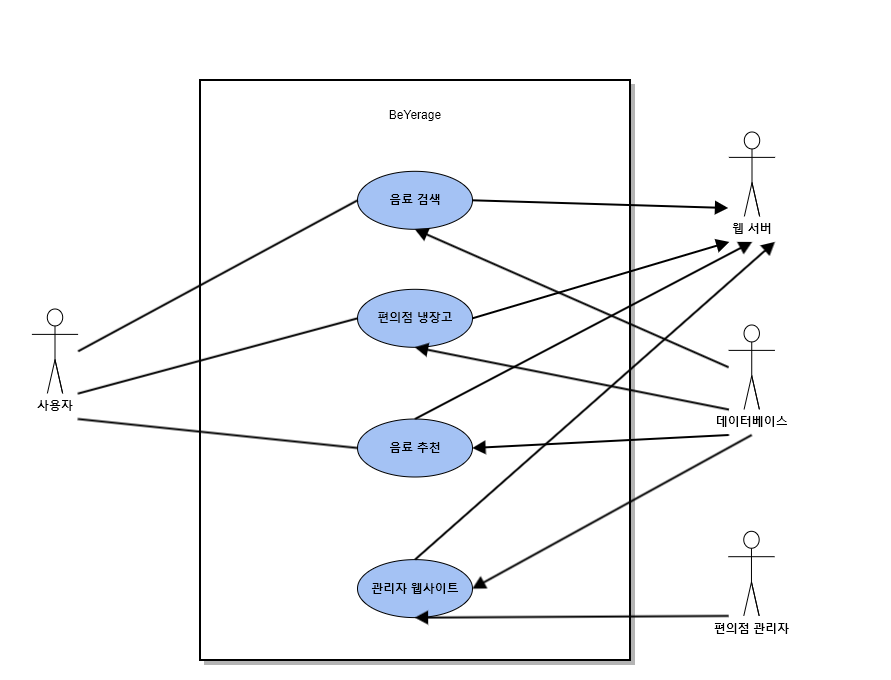 BeYerage
음료 검색
웹 서버
편의점 냉장고
사용자
데이터베이스
음료 추천
관리자 웹사이트
편의점 관리자